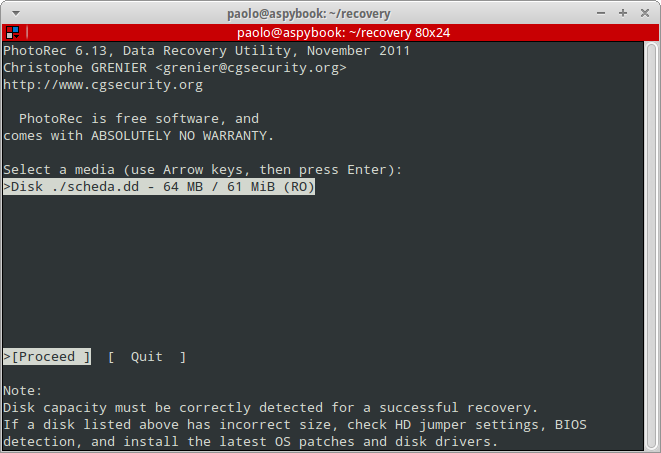 paolo@aspybook: ~/recovery
paolo@aspybook: ~/recovery 80x24
PhotoRec 6.13, Data Recovery Utility, November 2011
Christophe GRENIER <grenier@cgsecurity.org>
http://www.cgsecurity.org
PhotoRec is free software, and
comes with ABSOLUTELY NO WARRANTY.
Select a media (use Arrow keys, then press Enter):
>Disk ./scheda.dd - 64 MB / 61 MiB (RO)
>[Proceed ]  [  Quit  ]
Note:
Disk capacity must be correctly detected for a successful recovery.
If a disk listed above has incorrect size, check HD jumper settings, BIOS
detection, and install the latest OS patches and disk drivers.